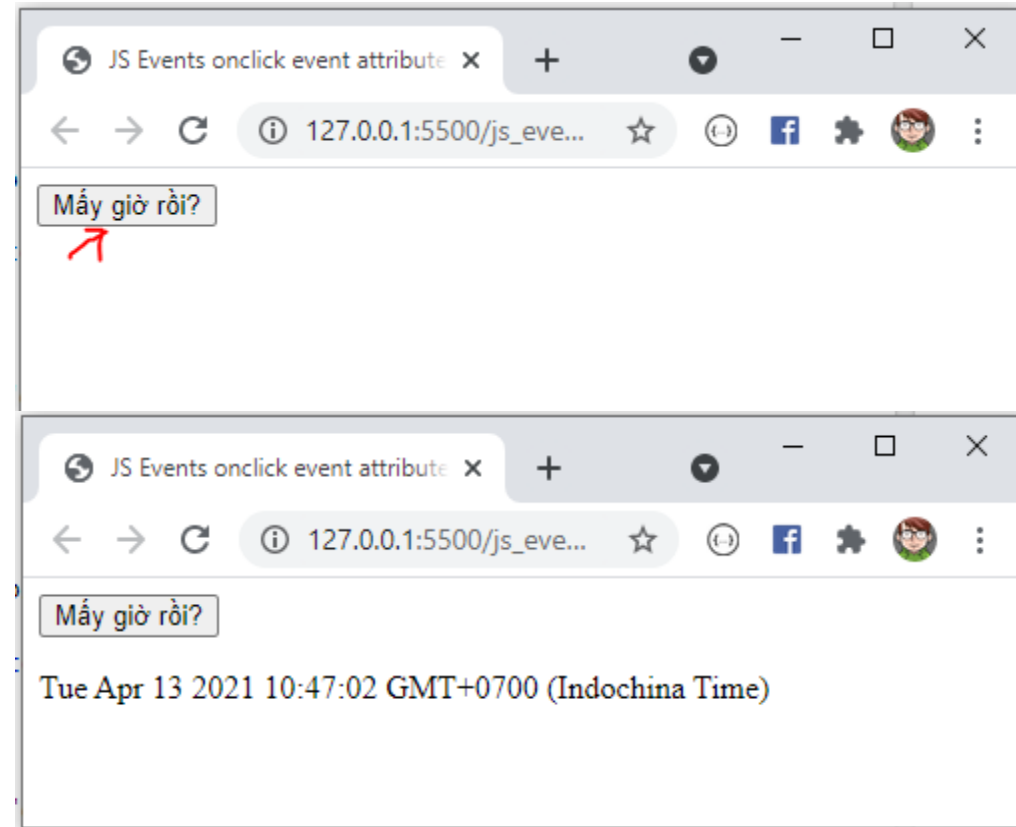 JS Events onclick event attribute
127.0.0.1:5500/js_eve...
Mấy giờ rồi?
JS Events onclick event attribute
127.0.0.1:5500/js_eve...
Mấy giờ rồi?
Tue Apr 13 2021 10:47:02 GMT+0700 (Indochina Time)